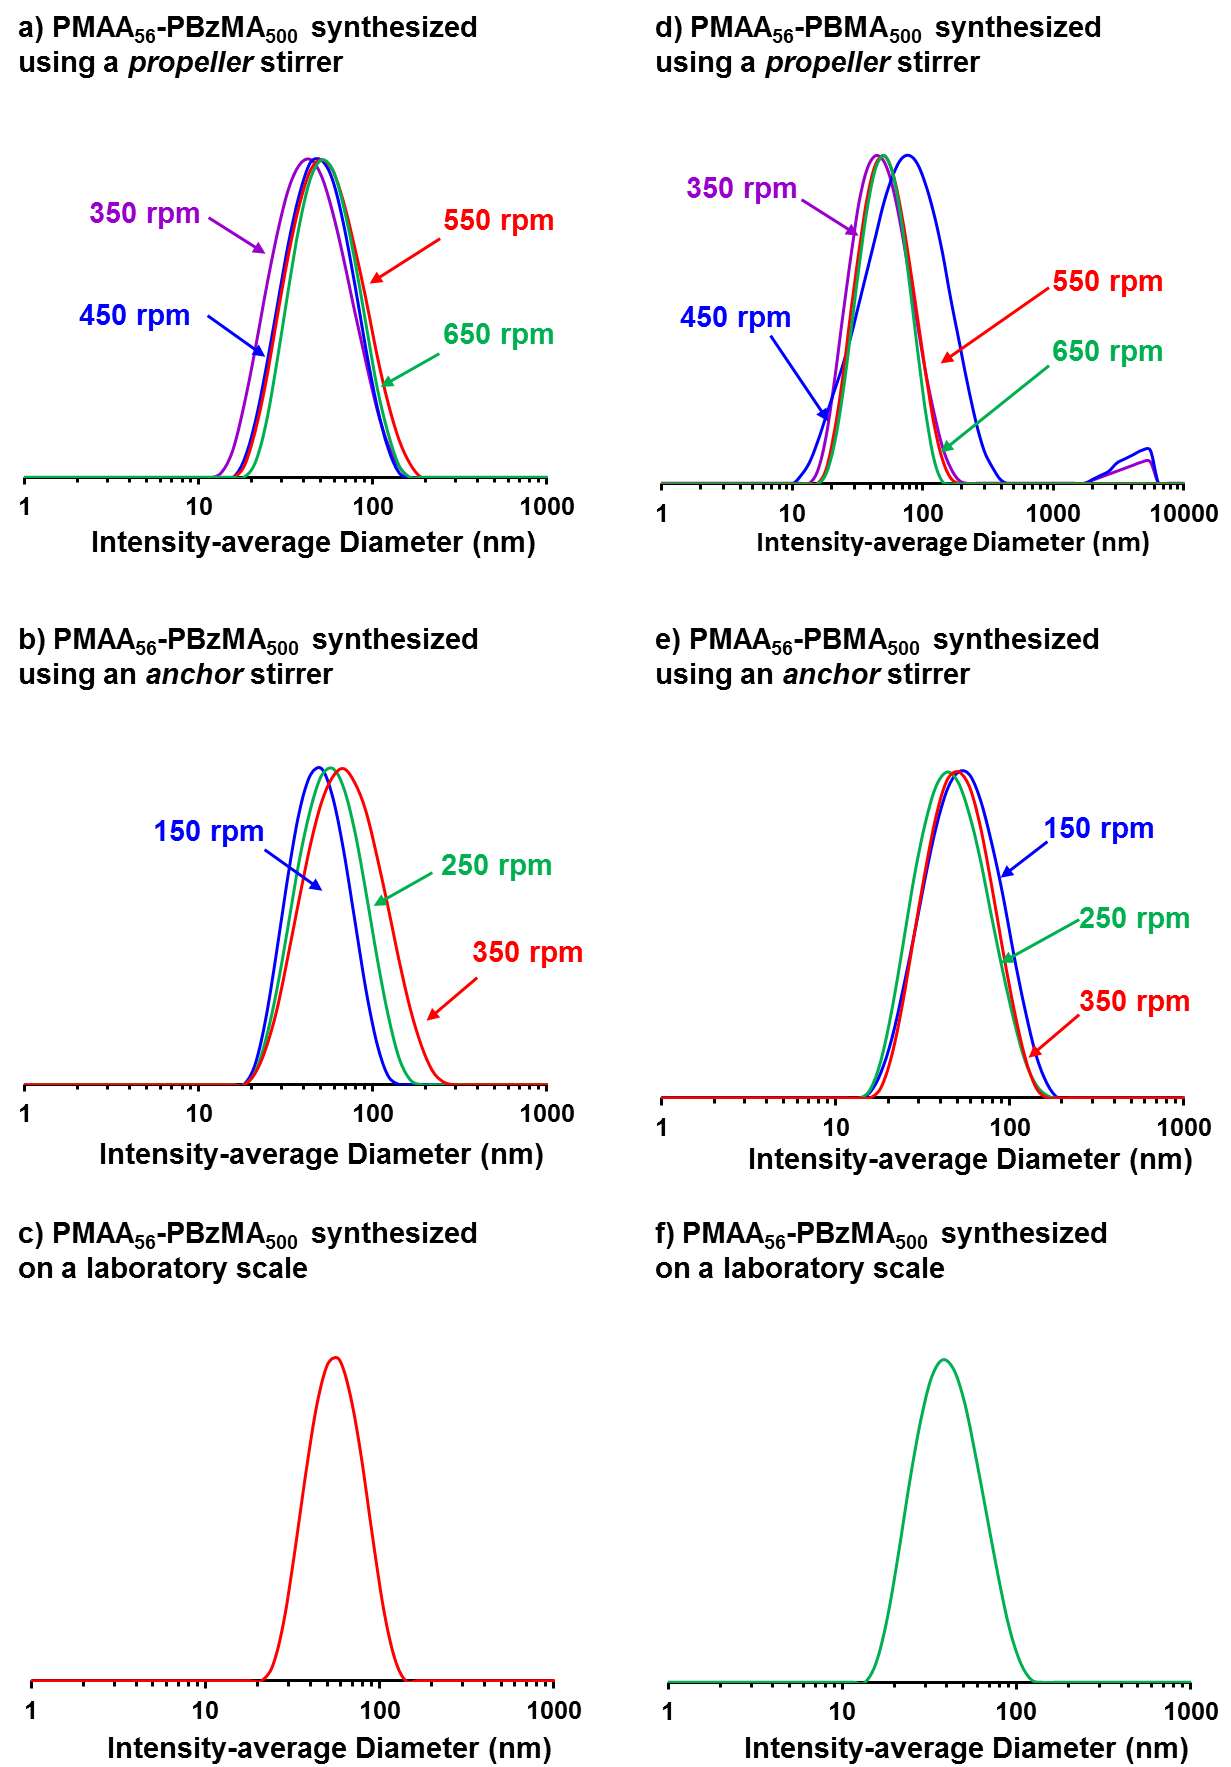 a) PMAA56-PBzMA500 synthesized
using a propeller stirrer
350 rpm
550 rpm
450 rpm
650 rpm
1 10 100 1000
Intensity-average Diameter (nm)
d) PMAA56-PBMA500 synthesized
using a propeller stirrer
350 rpm
550 rpm
450 rpm
650 rpm
1 10 100 1000 10000
Intensity-average Diameter (nm)
b) PMAA56-PBzMA500 synthesized
using an anchor stirrer
150 rpm
250 rpm
350 rpm
1 10 100 1000
Intensity-average Diameter (nm)
e) PMAA56-PBMA500 synthesized
using an anchor stirrer
150 rpm
250 rpm
350 rpm
1 10 100 1000
Intensity-average Diameter (nm)
c) PMAA56-PBzMA500 synthesized
on a laboratory scale
1 10 100 1000
Intensity-average Diameter (nm)
f) PMAA56-PBzMA500 synthesized
on a laboratory scale
1 10 100 1000
Intensity-average Diameter (nm)